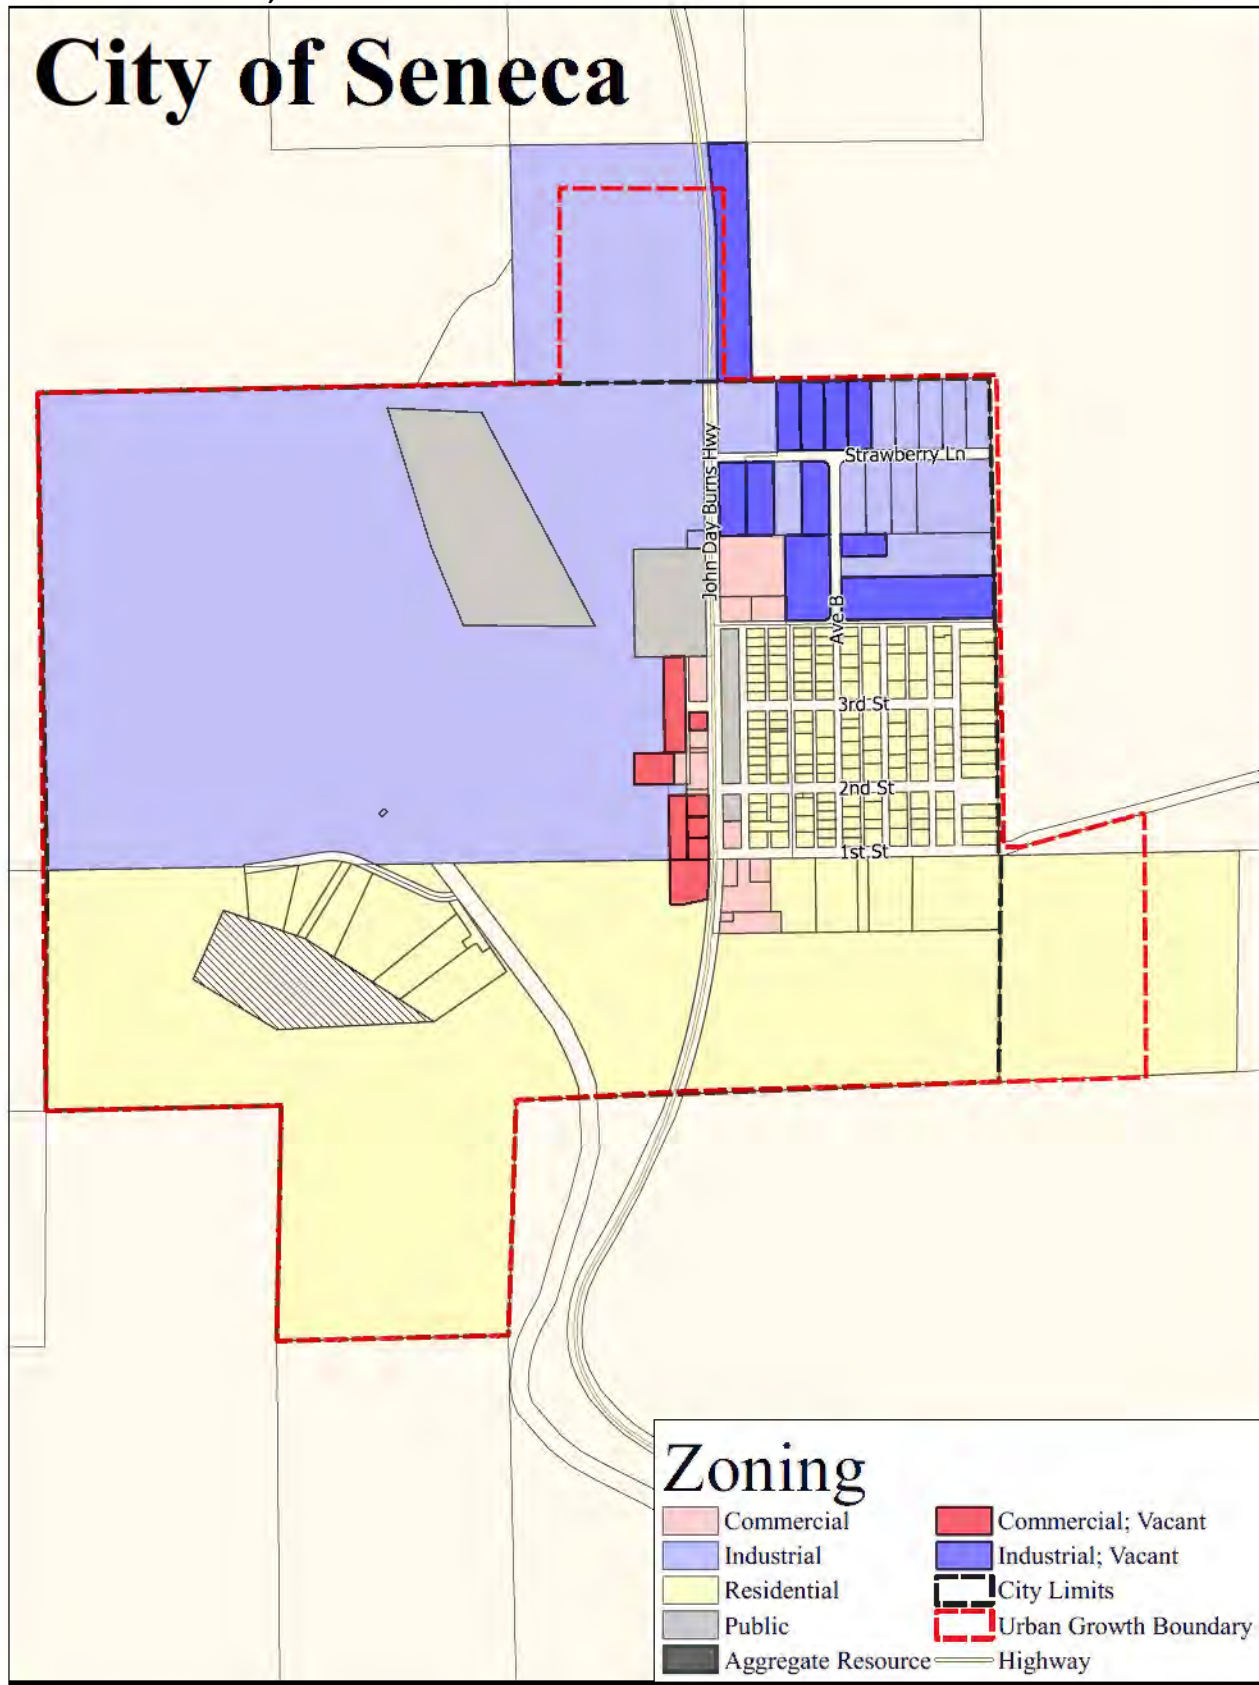 City of Seneca
John Day Burns Hwy
Strawberry Ln
Ave B
3rd St
2nd St
1st St
Zoning
Commercial
Industrial
Residential
Public
Aggregate Resource
Commercial; Vacant
Industrial; Vacant
City Limits
Urban Growth Boundary
Highway